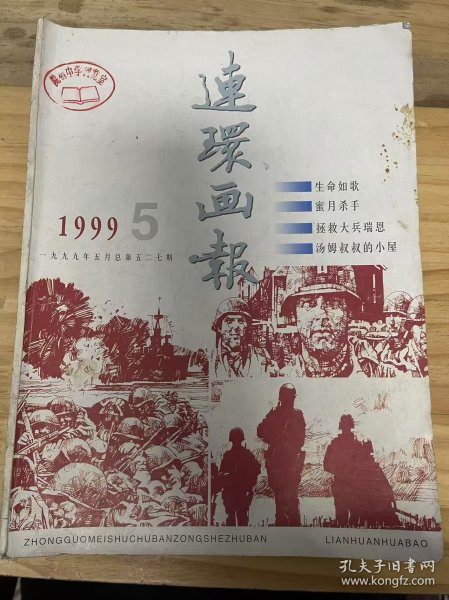 連環画報
1999 5
一九九九年五月总第五二七期
生命如歌
蜜月杀手
拯救大兵瑞恩
汤姆叔叔的小屋
ZHONGGUOMEISHUCHUBANZONGSHEZHUBAN
LIANHUANHUABAO
孔夫子旧书网
www.kongfz.com